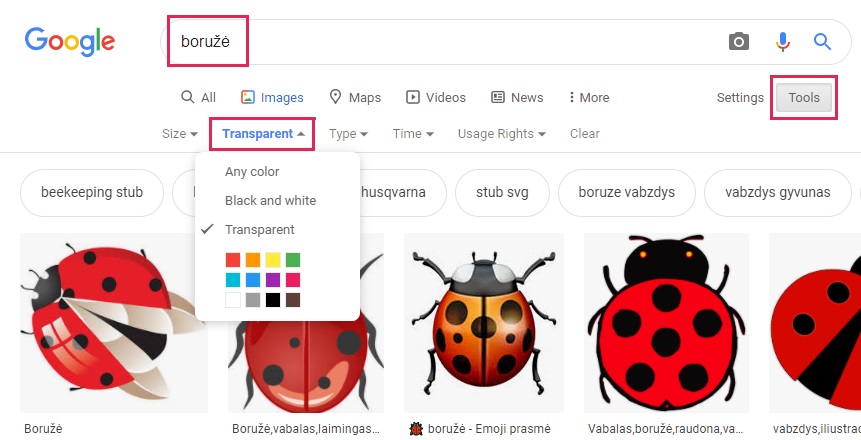 Google
boružė
All Images Maps Videos News More Settings Tools
Size Transparent Type Time Usage Rights Clear
Any color
Black and white
Transparent
beekeeping stub husqvarna stub svg boruze vabzdys vabzdys gyvunas
Boružė Boružė,vabalas,laimingas... boružė - Emoji prasmė Vabalas,boružė,raudona,va... vabzdys,iliustrac